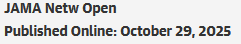 JAMA Netw Open
Published Online: October 29, 2025